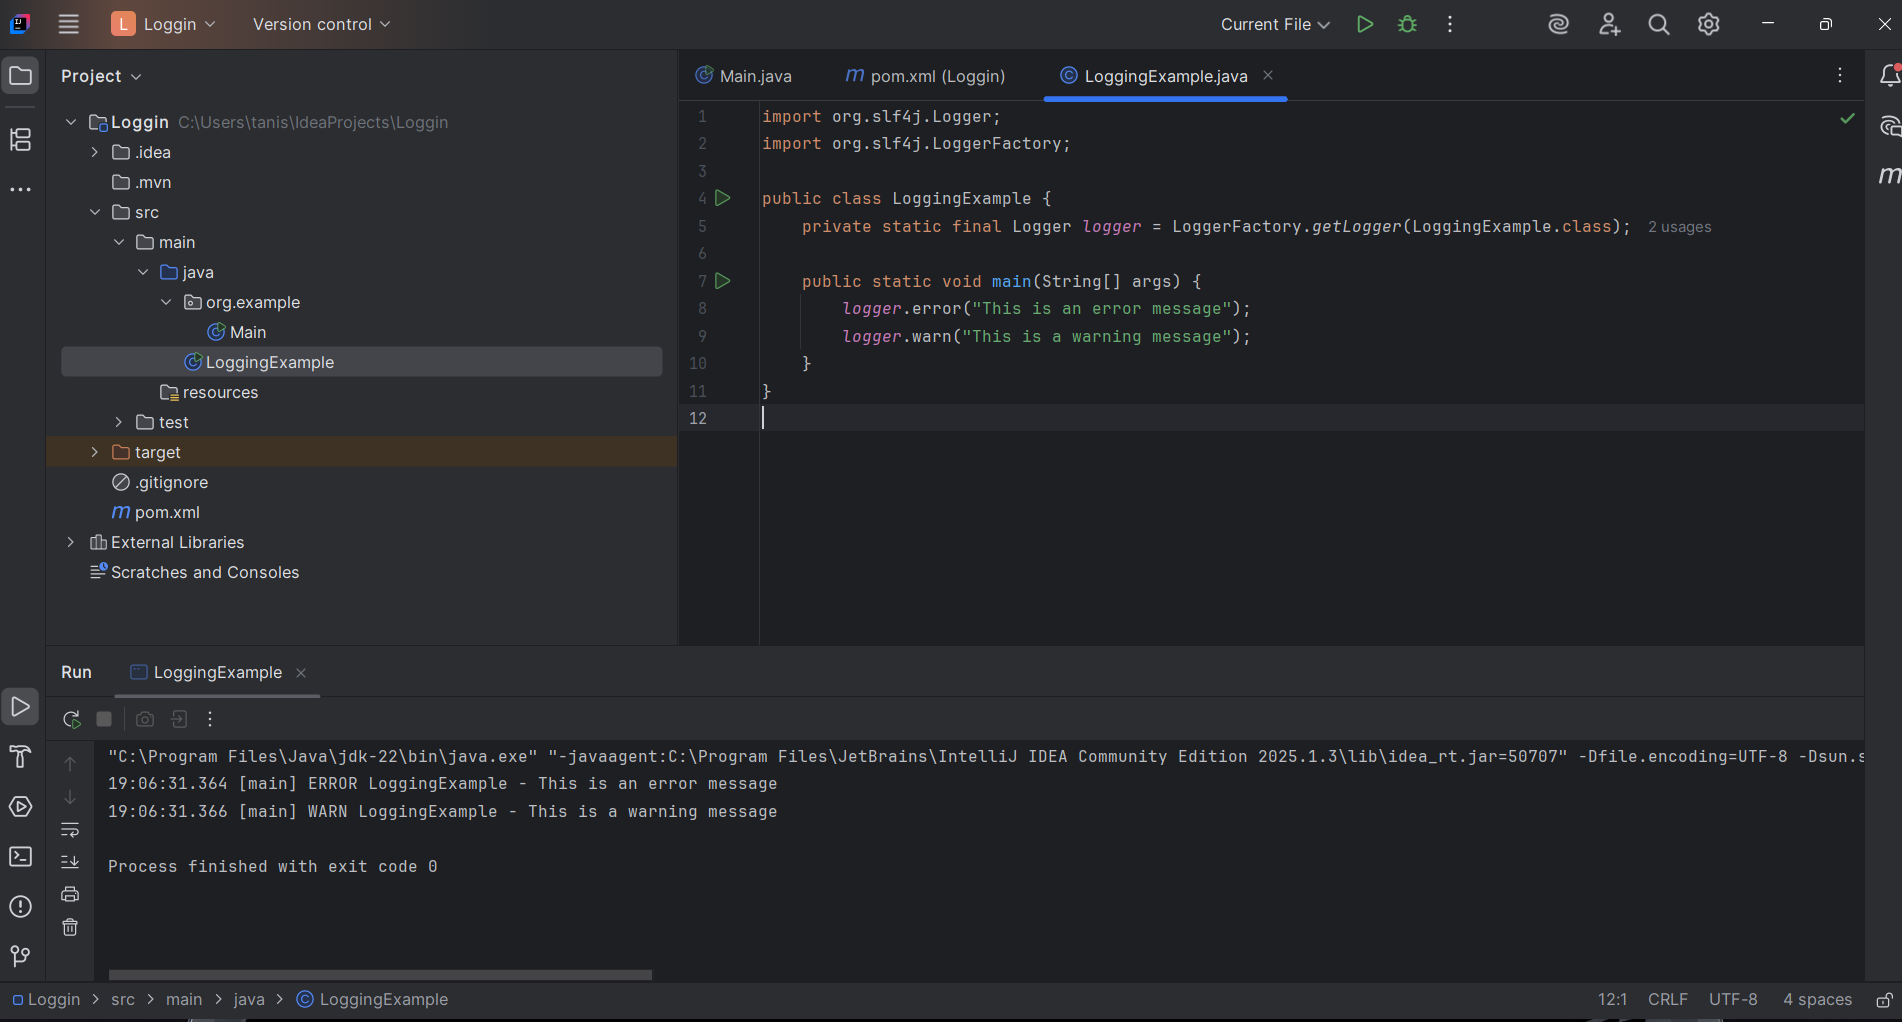 L Loggin Version control Current File
Project
Loggin C:\Users\tanis\IdeaProjects\Loggin
.idea
.mvn
src
main
java
org.example
Main
LoggingExample
resources
test
target
.gitignore
m pom.xml
External Libraries
Scratches and Consoles
Main.java m pom.xml (Loggin) LoggingExample.java
1 import org.slf4j.Logger;
2 import org.slf4j.LoggerFactory;
3
4 public class LoggingExample {
5 private static final Logger logger = LoggerFactory.getLogger(LoggingExample.class); 2 usages
6
7 public static void main(String[] args) {
8 logger.error("This is an error message");
9 logger.warn("This is a warning message");
10 }
11 }
12
Run LoggingExample
"C:\Program Files\Java\jdk-22\bin\java.exe" "-javaagent:C:\Program Files\JetBrains\IntelliJ IDEA Community Edition 2025.1.3\lib\idea_rt.jar=50707" -Dfile.encoding=UTF-8 -Dsun.s
19:06:31.364 [main] ERROR LoggingExample - This is an error message
19:06:31.366 [main] WARN LoggingExample - This is a warning message
Process finished with exit code 0
Loggin > src > main > java > LoggingExample 12:1 CRLF UTF-8 4 spaces